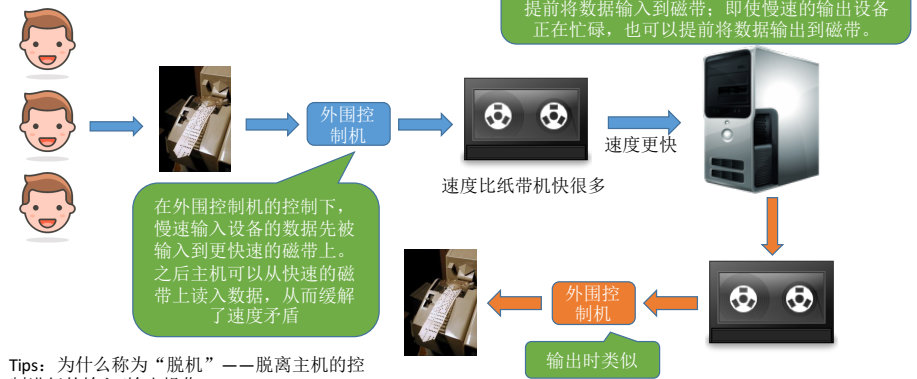 提前将数据输入到磁带；即使慢速的输出设备
正在忙碌，也可以提前将数据输出到磁带。
外围控
制机
速度更快
速度比纸带机快很多
在外围控制机的控制下，
慢速输入设备的数据先被
输入到更快速的磁带上。
之后主机可以从快速的磁
带上读入数据，从而缓解
了速度矛盾
外围控
制机
输出时类似
Tips：为什么称为“脱机”——脱离主机的控